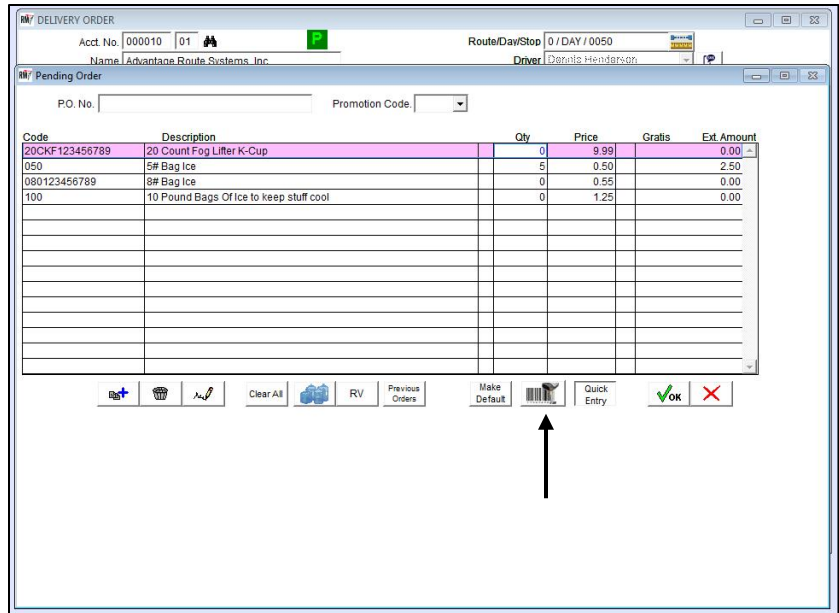 RMV DELIVERY ORDER
Acct. No. 000010 01 P Route/Day/Stop 0 / DAY / 0050
Name Advantage Route Systems, Inc. Driver Dennis Henderson
Pending Order
P.O. No. Promotion Code.
Code Description Qty Price Gratis Ext. Amount
20CKF123456789 20 Count Fog Lifter K-Cup 0 9.99 0.00
050 5# Bag Ice 5 0.50 2.50
080123456789 8# Bag Ice 0 0.55 0.00
100 10 Pound Bags Of Ice to keep stuff cool 0 1.25 0.00
Clear All RV Previous Orders Make Default Quick Entry OK